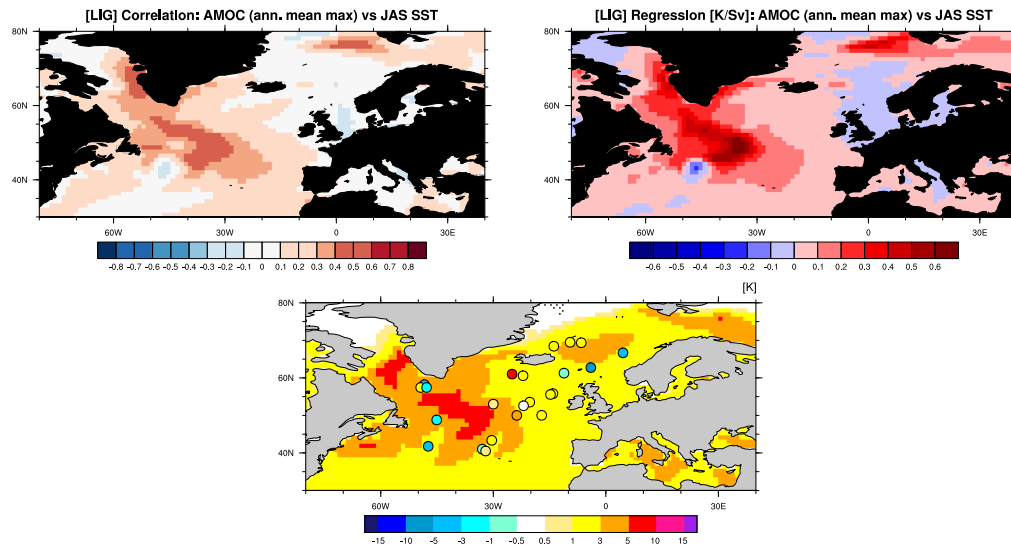 [LIG] Correlation: AMOC (ann. mean max) vs JAS SST
80N
60N
40N
60W 30W 0 30E
-0.8 -0.7 -0.6 -0.5 -0.4 -0.3 -0.2 -0.1 0 0.1 0.2 0.3 0.4 0.5 0.6 0.7 0.8
[LIG] Regression [K/Sv]: AMOC (ann. mean max) vs JAS SST
80N
60N
40N
60W 30W 0 30E
-0.6 -0.5 -0.4 -0.3 -0.2 -0.1 0 0.1 0.2 0.3 0.4 0.5 0.6
[K]
80N
60N
40N
60W 30W 0 30E
-15 -10 -5 -3 -1 -0.5 0.5 1 3 5 10 15